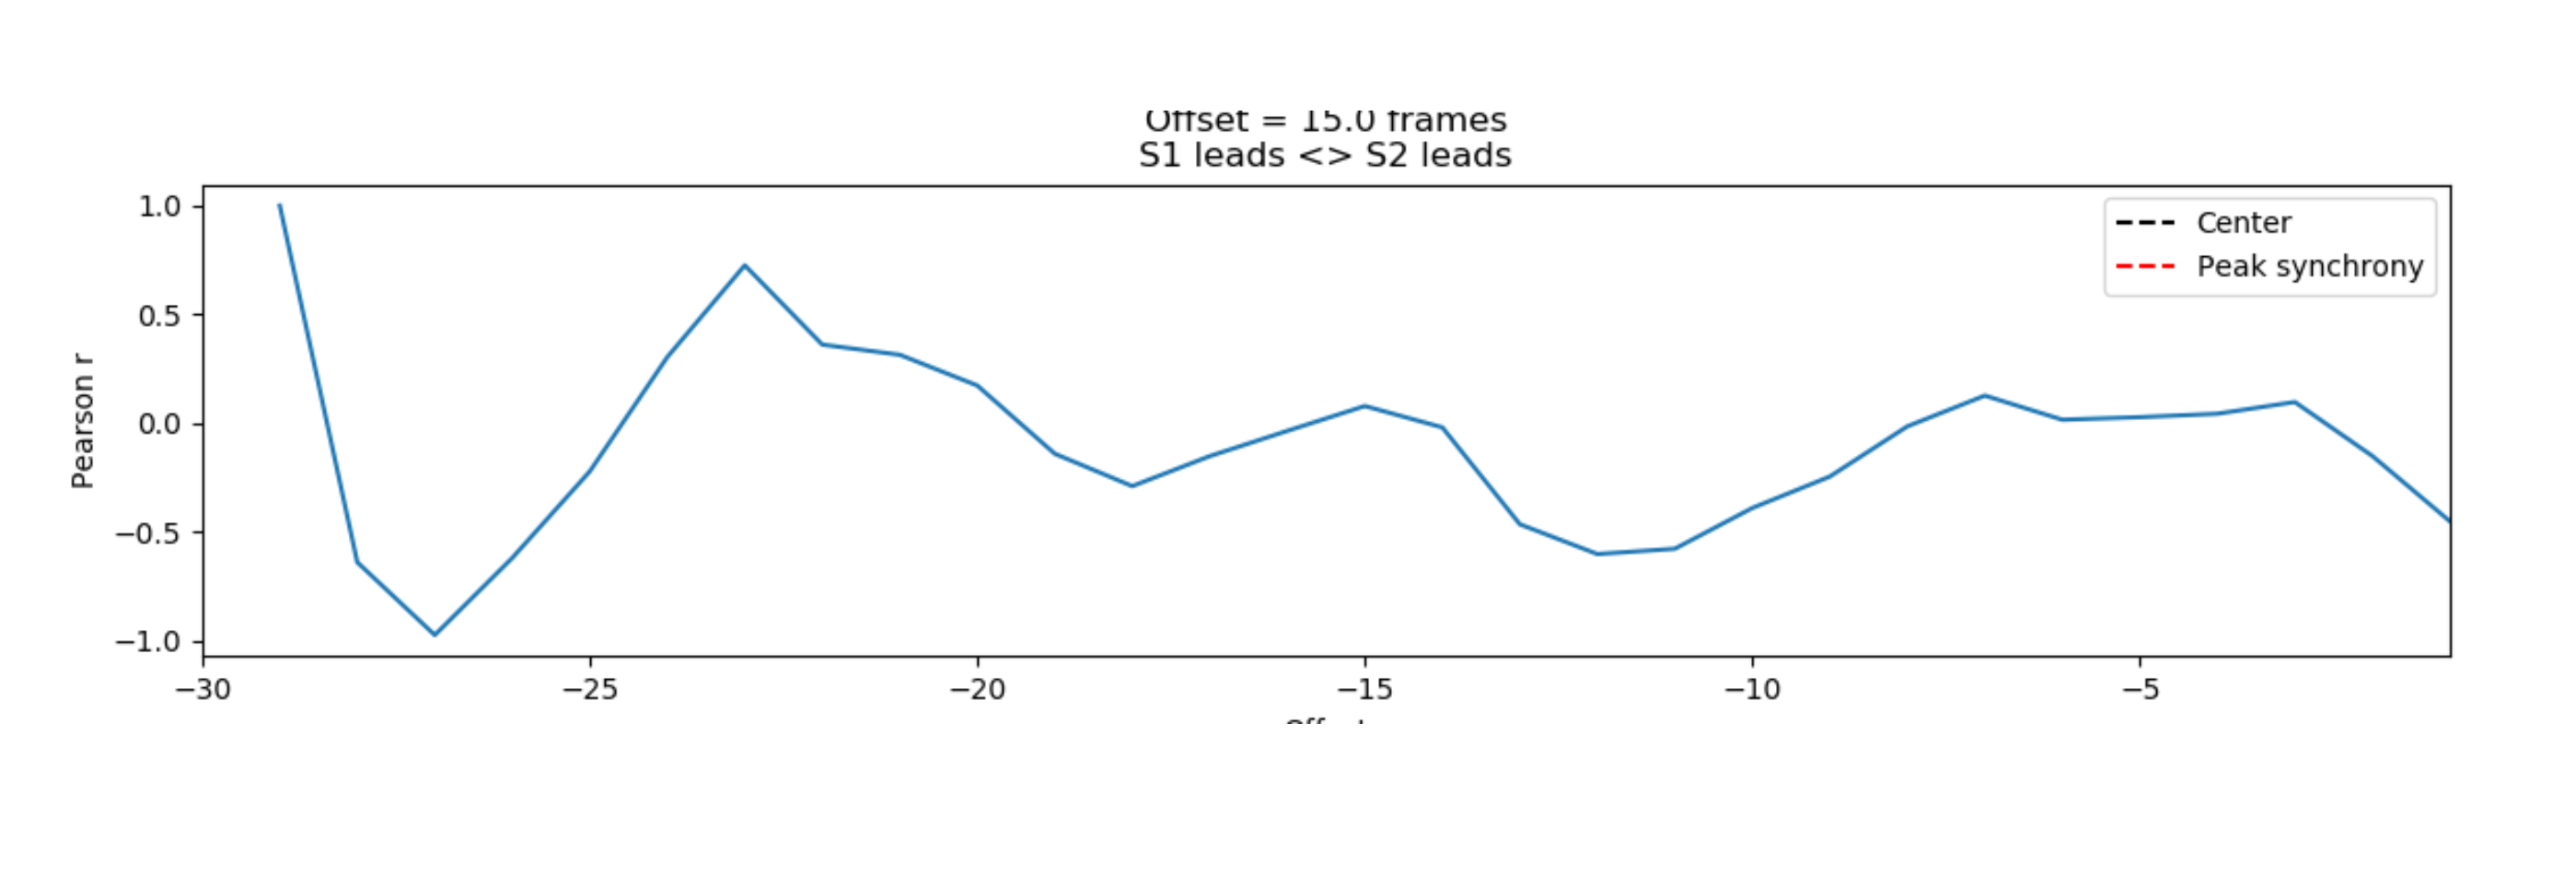 Offset = 15.0 frames
S1 leads <> S2 leads
Center
Peak synchrony
Pearson r
1.0
0.5
0.0
−0.5
−1.0
−30
−25
−20
−15
−10
−5
Offset